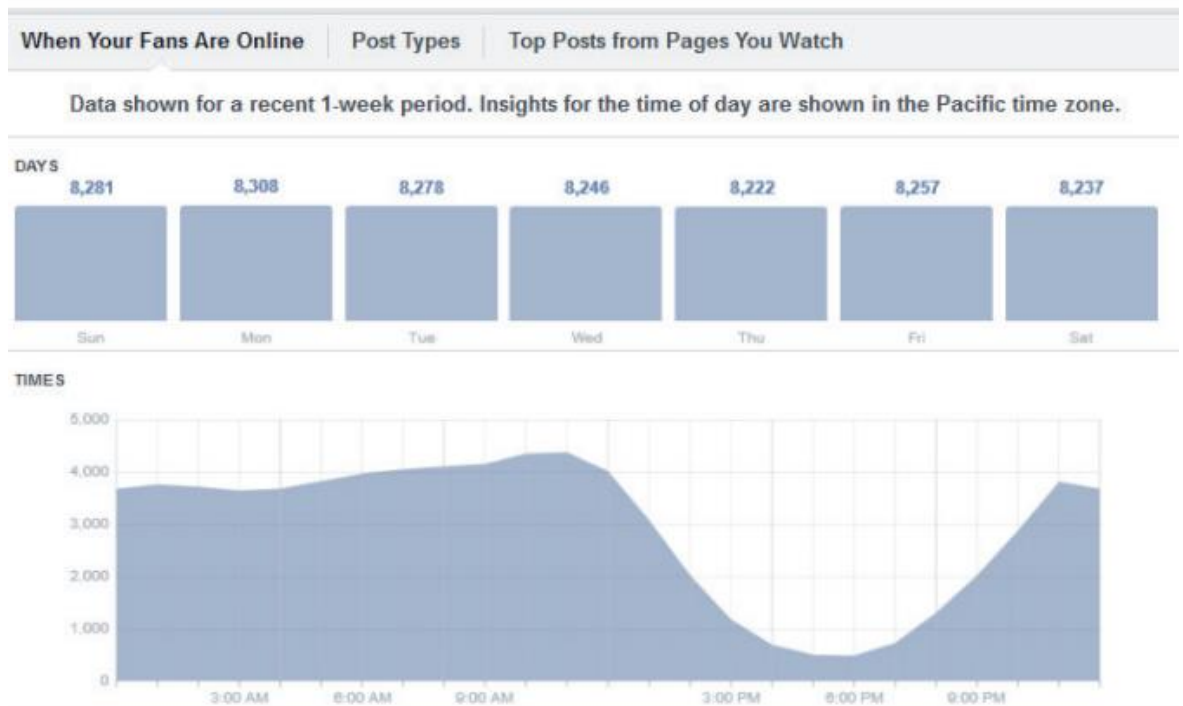 When Your Fans Are Online Post Types Top Posts from Pages You Watch
Data shown for a recent 1-week period. Insights for the time of day are shown in the Pacific time zone.
DAYS
8,281 8,308 8,278 8,246 8,222 8,257 8,237
Sun Mon Tue Wed Thu Fri Sat
TIMES
5,000
4,000
3,000
2,000
1,000
0
3:00 AM 6:00 AM 9:00 AM 3:00 PM 6:00 PM 9:00 PM